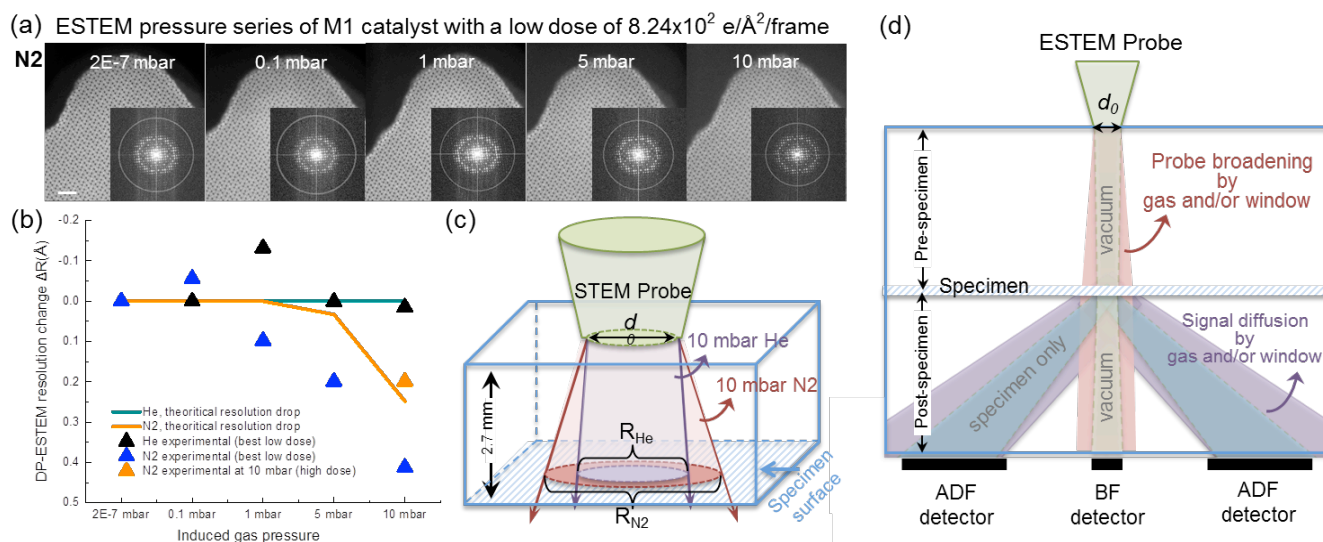 (a) ESTEM pressure series of M1 catalyst with a low dose of 8.24x10² e/Å²/frame
N2
2E-7 mbar
0.1 mbar
1 mbar
5 mbar
10 mbar
(b)
-0.2
-0.1
0.0
0.1
0.2
0.3
0.4
0.5
DP-ESTEM resolution change ΔR(Å)
He, theoritical resolution drop
N2, theoritical resolution drop
He experimental (best low dose)
N2 experimental (best low dose)
N2 experimental at 10 mbar (high dose)
2E-7 mbar
0.1 mbar
1 mbar
5 mbar
10 mbar
Induced gas pressure
(c)
STEM Probe
d
0
10 mbar He
10 mbar N2
2.7 mm
RHe
RN2
Specimen
surface
(d)
ESTEM Probe
d0
Pre-specimen
vacuum
Probe broadening
by
gas and/or window
Specimen
Post-specimen
specimen only
vacuum
Signal diffusion
by
gas and/or window
ADF
detector
BF
detector
ADF
detector